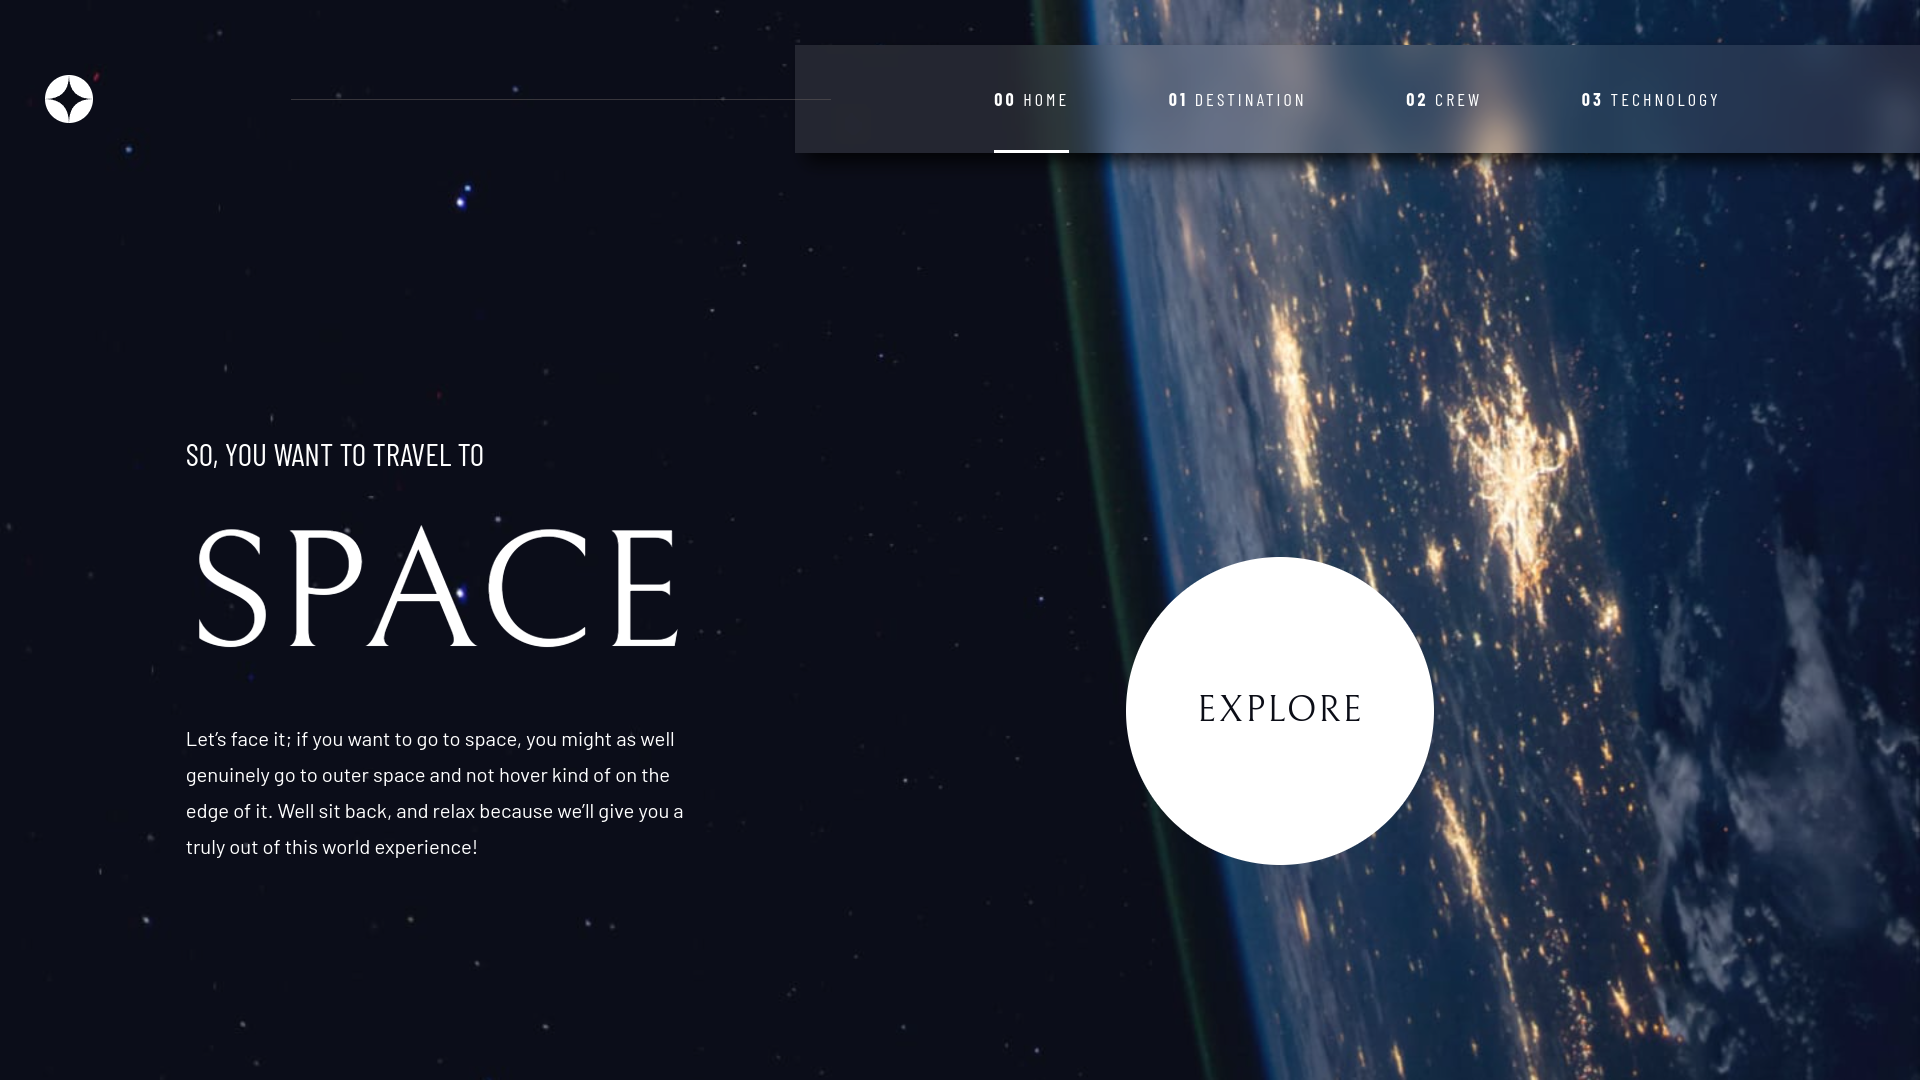 00 HOME
01 DESTINATION
02 CREW
03 TECHNOLOGY
SO, YOU WANT TO TRAVEL TO
SPACE
Let’s face it; if you want to go to space, you might as well
genuinely go to outer space and not hover kind of on the
edge of it. Well sit back, and relax because we’ll give you a
truly out of this world experience!
EXPLORE